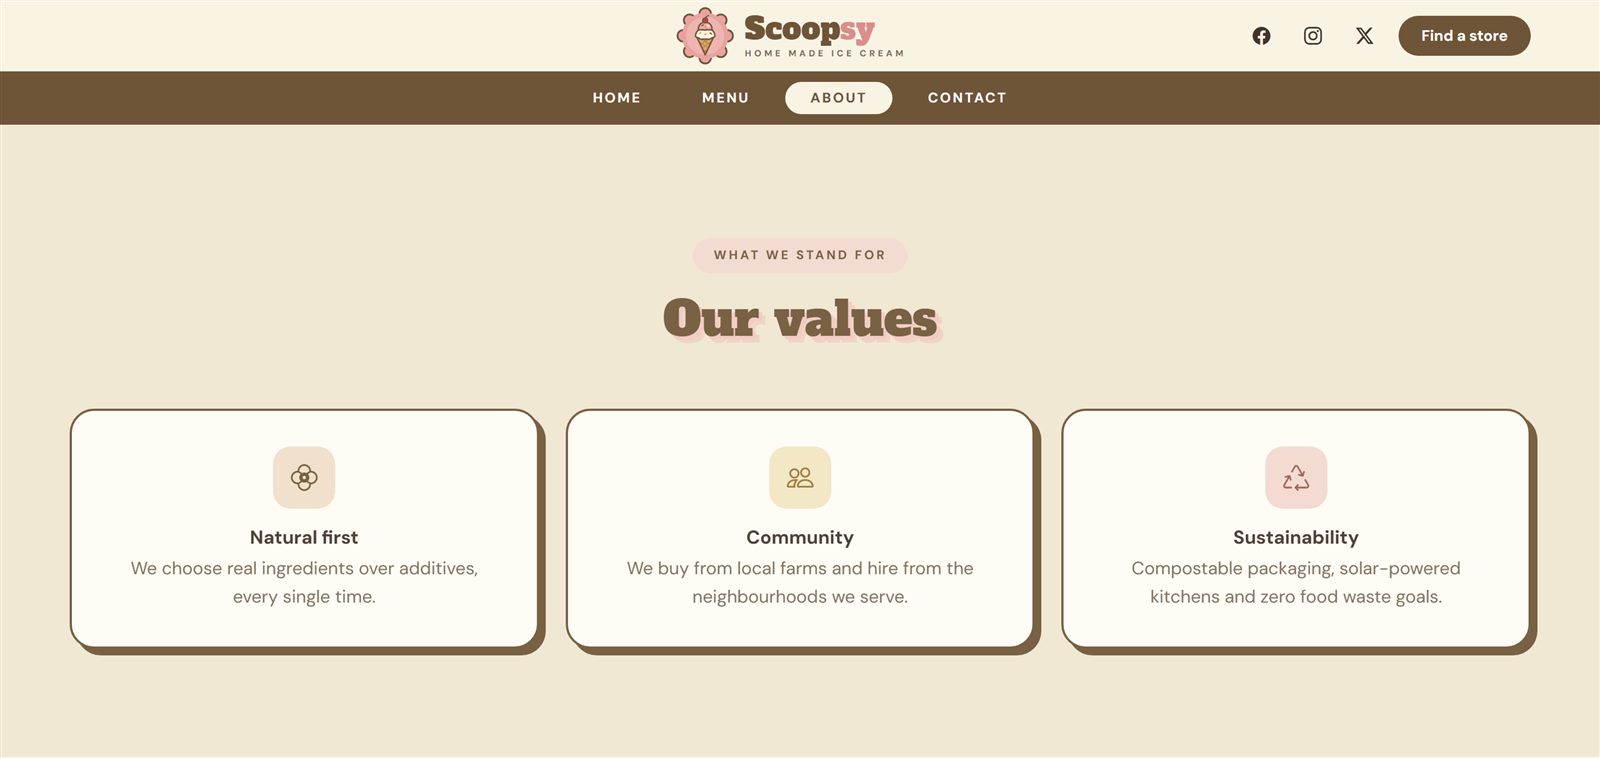 Scoopsy
HOME MADE ICE CREAM
Find a store
HOME MENU ABOUT CONTACT
WHAT WE STAND FOR
Our values
Natural first
We choose real ingredients over additives,
every single time.
Community
We buy from local farms and hire from the
neighbourhoods we serve.
Sustainability
Compostable packaging, solar-powered
kitchens and zero food waste goals.